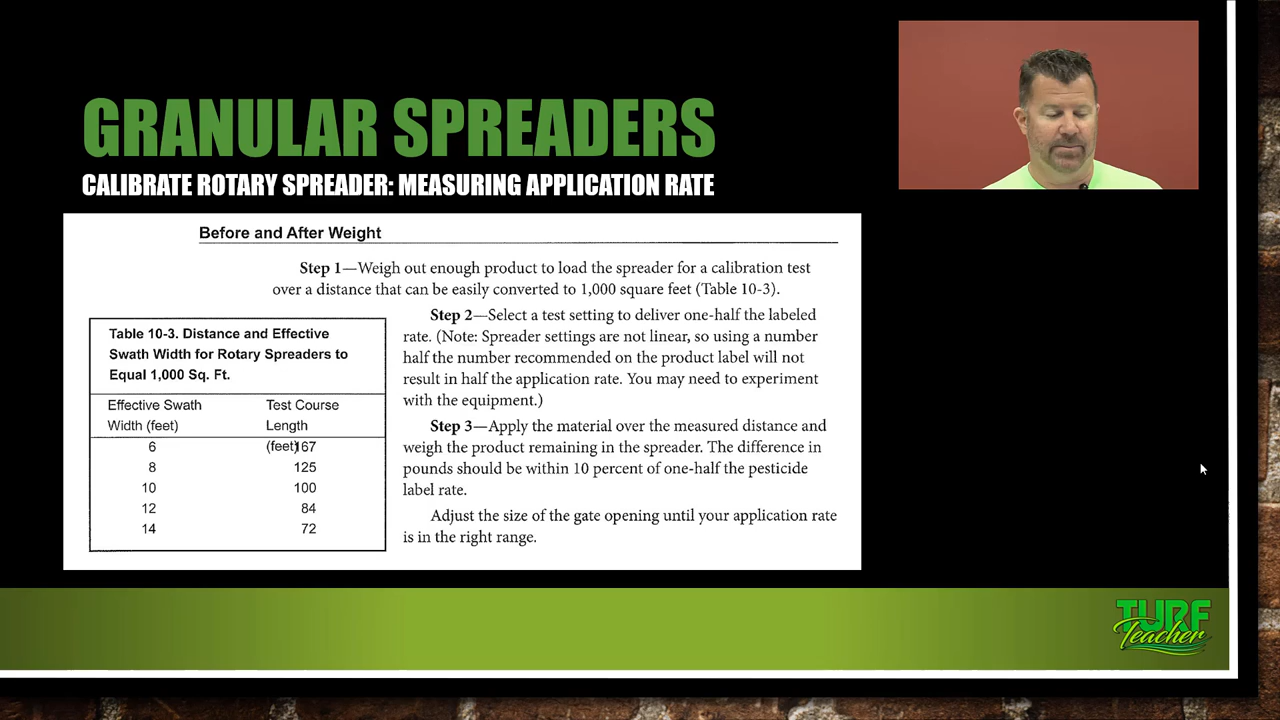 GRANULAR SPREADERS
CALIBRATE ROTARY SPREADER: MEASURING APPLICATION RATE
Before and After Weight
Step 1—Weigh out enough product to load the spreader for a calibration test
over a distance that can be easily converted to 1,000 square feet (Table 10-3).
Table 10-3. Distance and Effective
Swath Width for Rotary Spreaders to
Equal 1,000 Sq. Ft.
Effective Swath Test Course
Width (feet) Length
(feet)
6 167
8 125
10 100
12 84
14 72
Step 2—Select a test setting to deliver one-half the labeled
rate. (Note: Spreader settings are not linear, so using a number
half the number recommended on the product label will not
result in half the application rate. You may need to experiment
with the equipment.)
Step 3—Apply the material over the measured distance and
weigh the product remaining in the spreader. The difference in
pounds should be within 10 percent of one-half the pesticide
label rate.
Adjust the size of the gate opening until your application rate
is in the right range.
TURF
Teacher